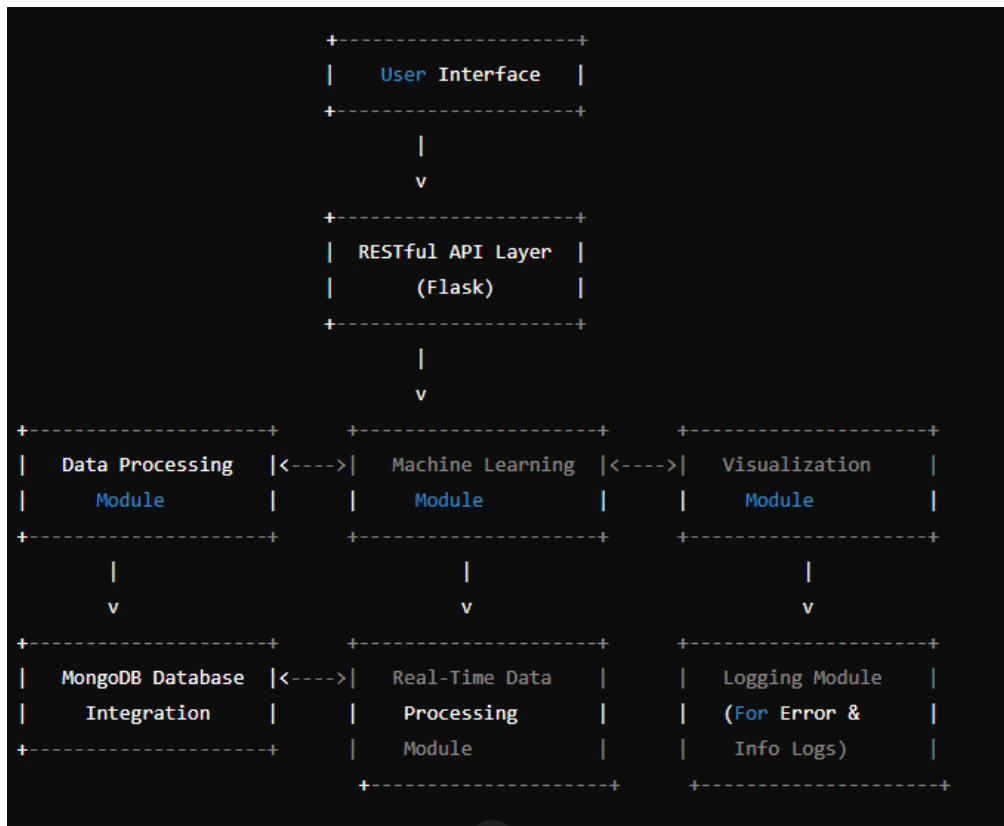 +---------------------+
|    User Interface   |
+---------------------+
|
v
+---------------------+
|  RESTful API Layer  |
|       (Flask)       |
+---------------------+
|
v
+---------------------+      +---------------------+      +---------------------+
|   Data Processing   |<---->|   Machine Learning  |<---->|   Visualization     |
|      Module         |      |     Module          |      |     Module          |
+---------------------+      +---------------------+      +---------------------+
|                              |                             |
v                              v                             v
+---------------------+      +---------------------+      +---------------------+
|   MongoDB Database  |<---->|   Real-Time Data    |      |   Logging Module    |
|     Integration     |      |    Processing       |      |   (For Error &      |
+---------------------+      |    Module           |      |    Info Logs)       |
+---------------------+      +---------------------+